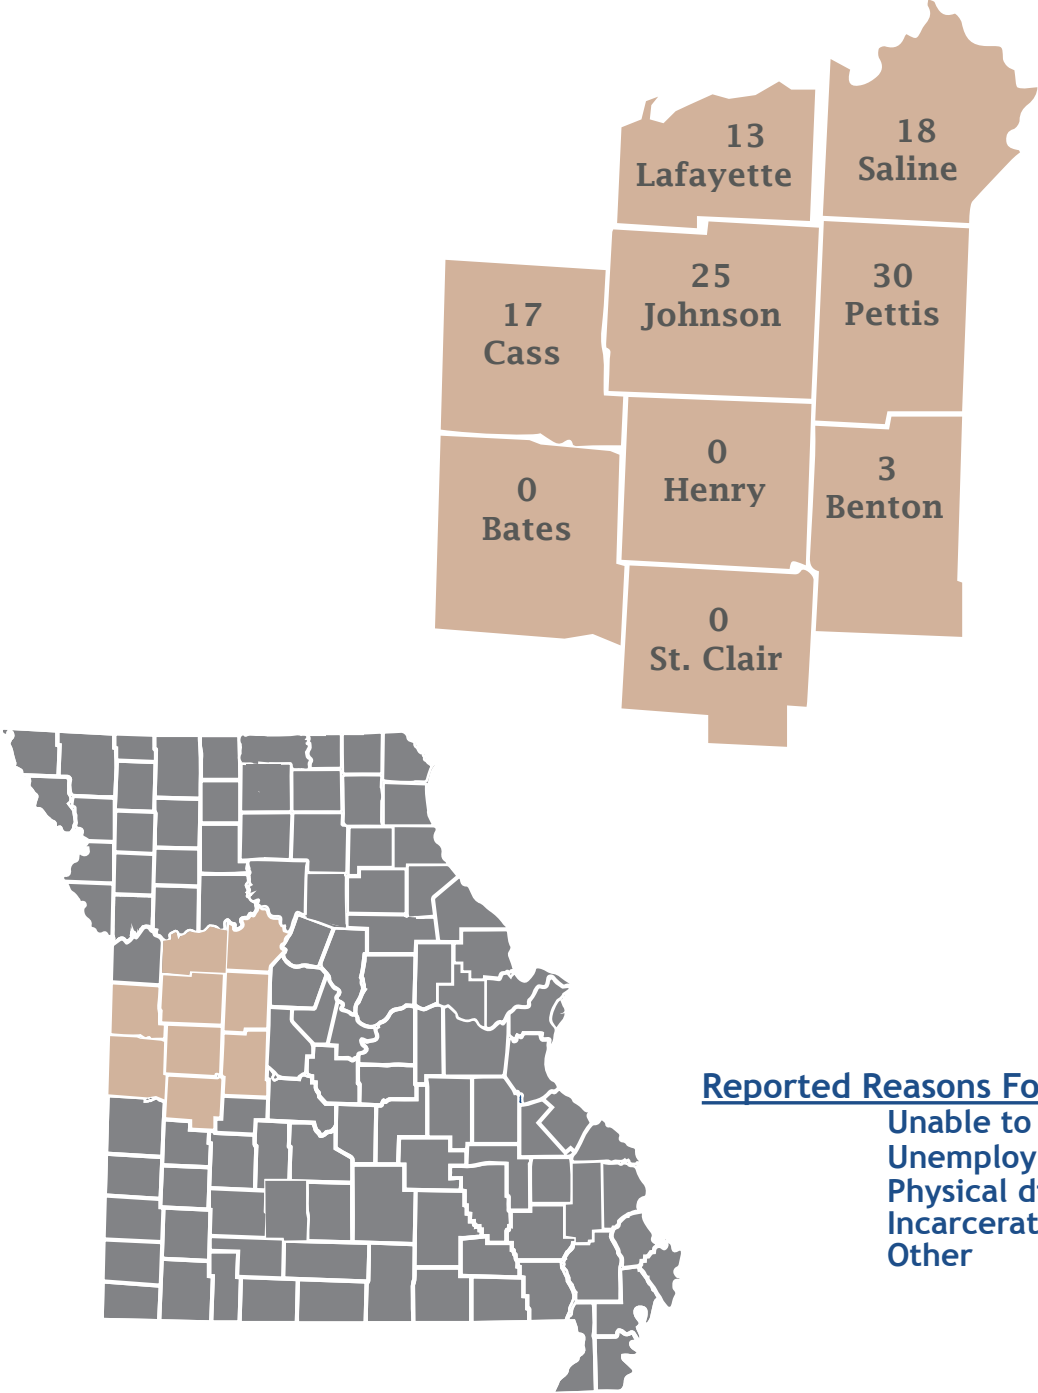 13
Lafayette
18
Saline
17
Cass
25
Johnson
30
Pettis
0
Bates
0
Henry
3
Benton
0
St. Clair
Reported Reasons Fo
Unable to
Unemploy
Physical d
Incarcerat
Other